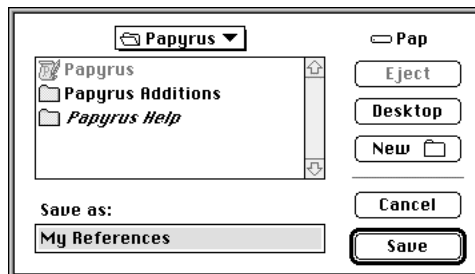 Papyrus
Pap
Papyrus
Papyrus Additions
Papyrus Help
Eject
Desktop
New
Save as:
My References
Cancel
Save